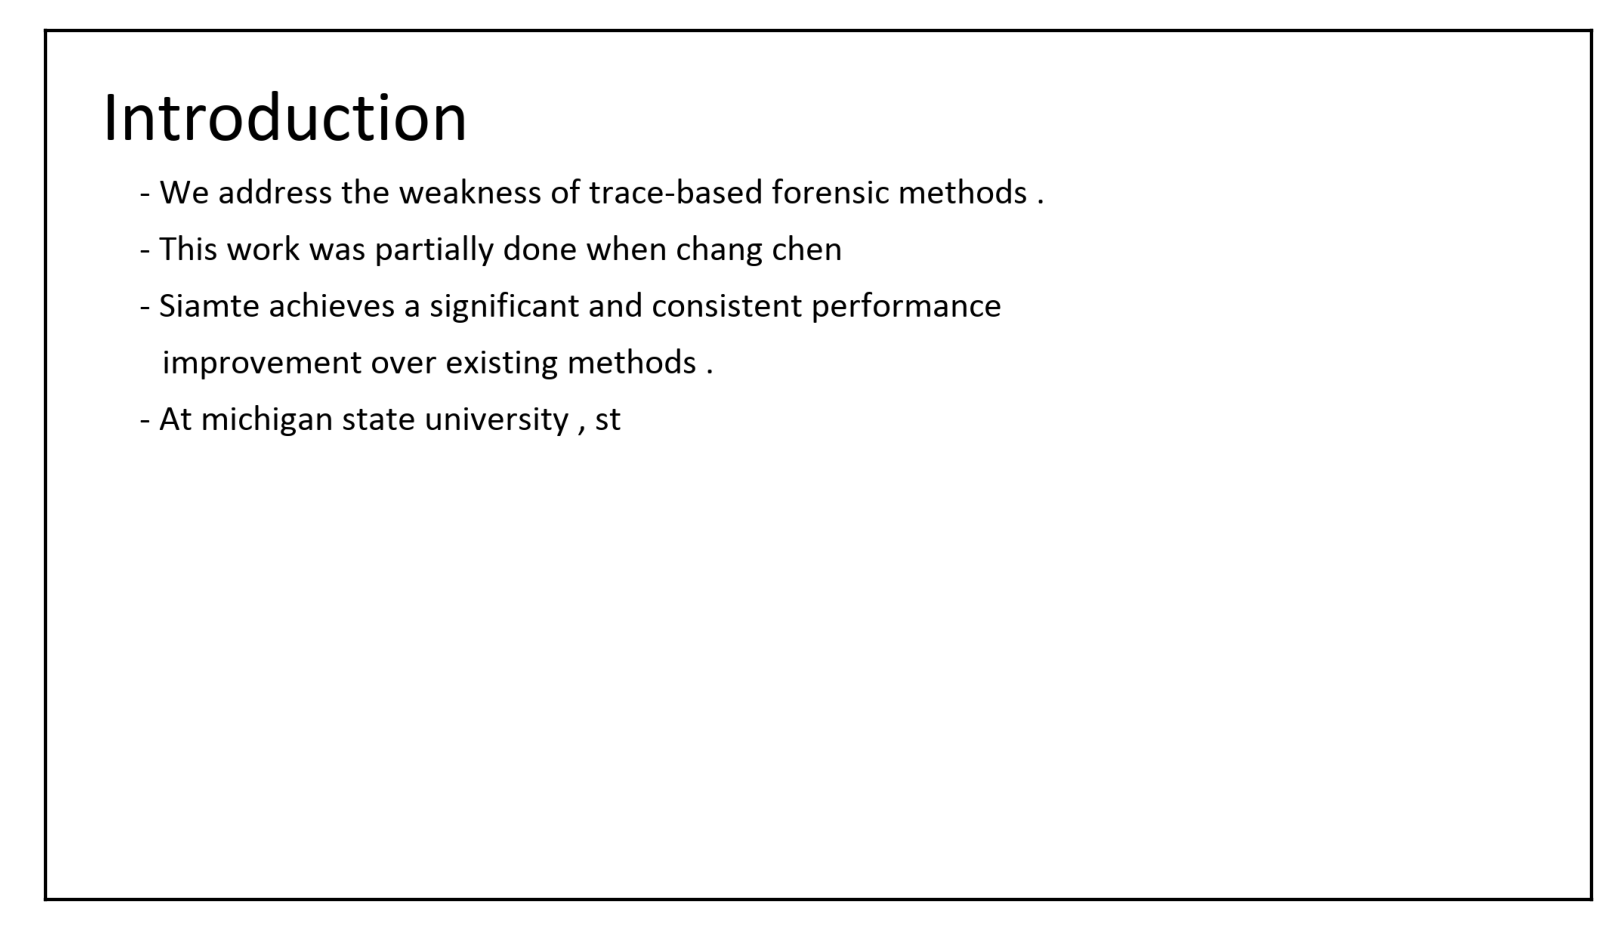 Introduction
- We address the weakness of trace-based forensic methods .
- This work was partially done when chang chen
- Siamte achieves a significant and consistent performance
improvement over existing methods .
- At michigan state university , st